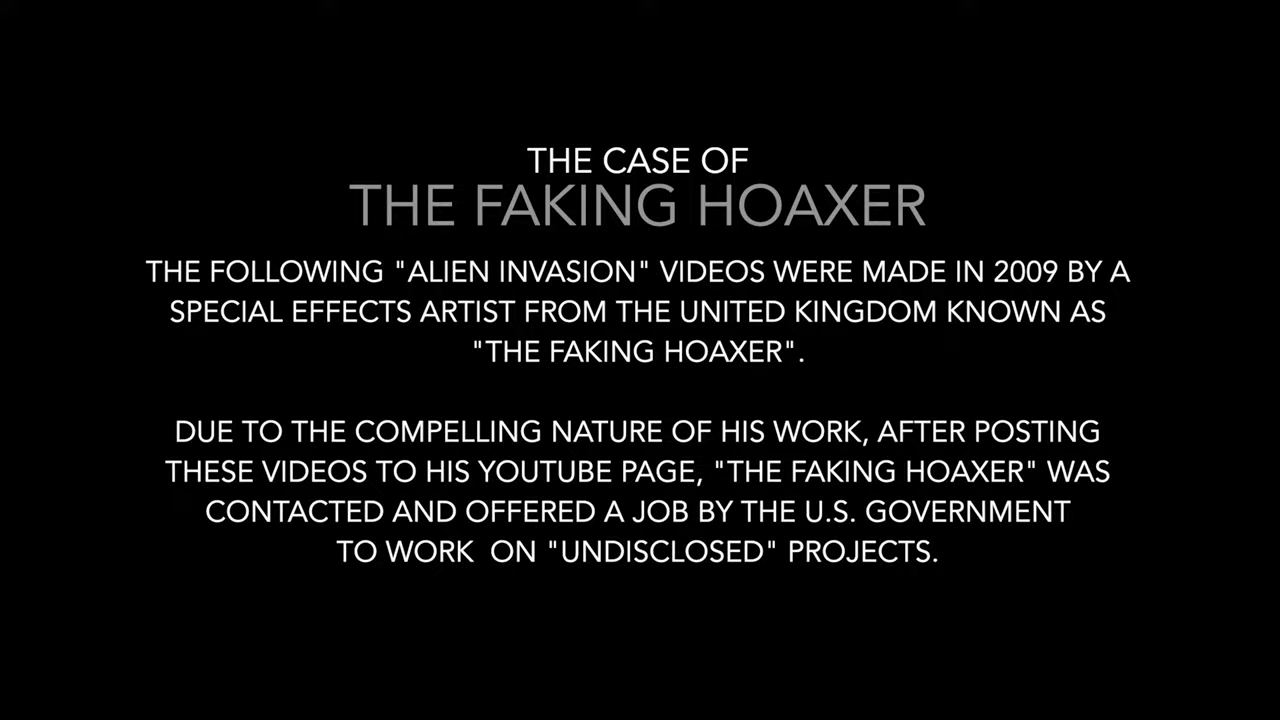 THE CASE OF
THE FAKING HOAXER
THE FOLLOWING "ALIEN INVASION" VIDEOS WERE MADE IN 2009 BY A
SPECIAL EFFECTS ARTIST FROM THE UNITED KINGDOM KNOWN AS
"THE FAKING HOAXER".
DUE TO THE COMPELLING NATURE OF HIS WORK, AFTER POSTING
THESE VIDEOS TO HIS YOUTUBE PAGE, "THE FAKING HOAXER" WAS
CONTACTED AND OFFERED A JOB BY THE U.S. GOVERNMENT
TO WORK  ON "UNDISCLOSED" PROJECTS.